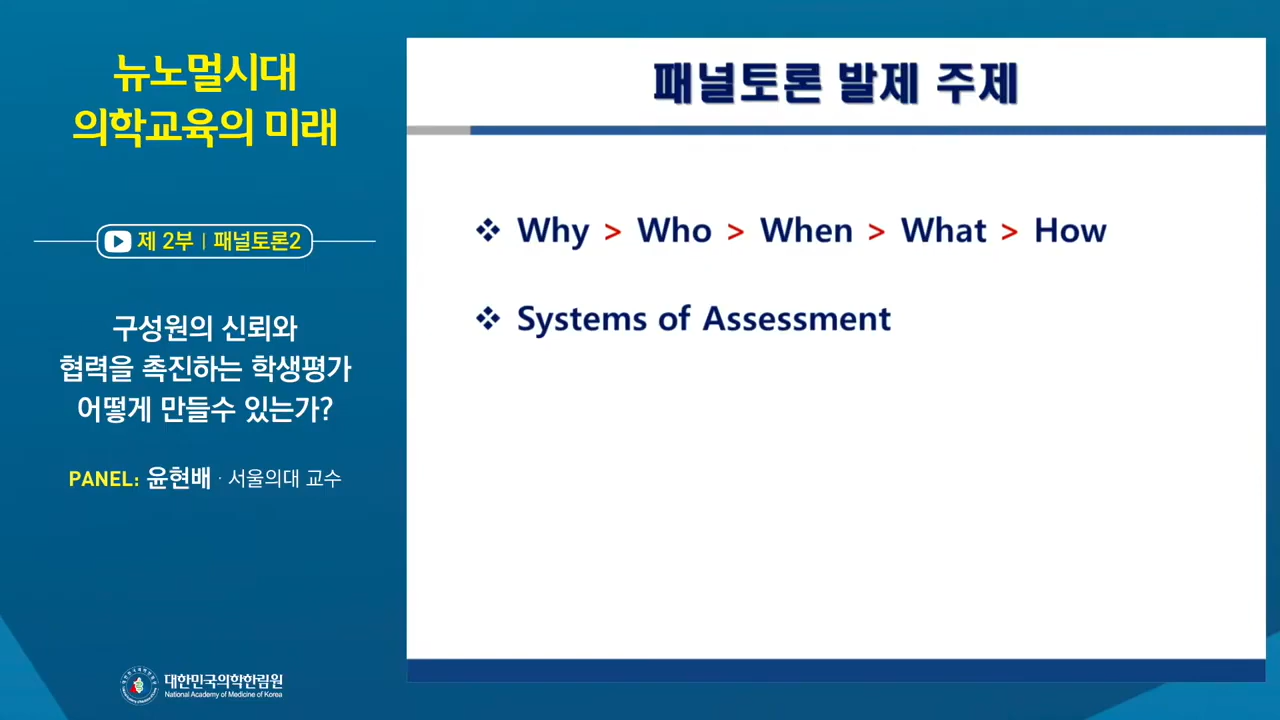 뉴노멀시대
의학교육의 미래
제 2부 | 패널토론2
구성원의 신뢰와
협력을 촉진하는 학생평가
어떻게 만들수 있는가?
PANEL: 윤현배 · 서울의대 교수
대한민국의학한림원
National Academy of Medicine of Korea
패널토론 발제 주제
❖ Why > Who > When > What > How
❖ Systems of Assessment